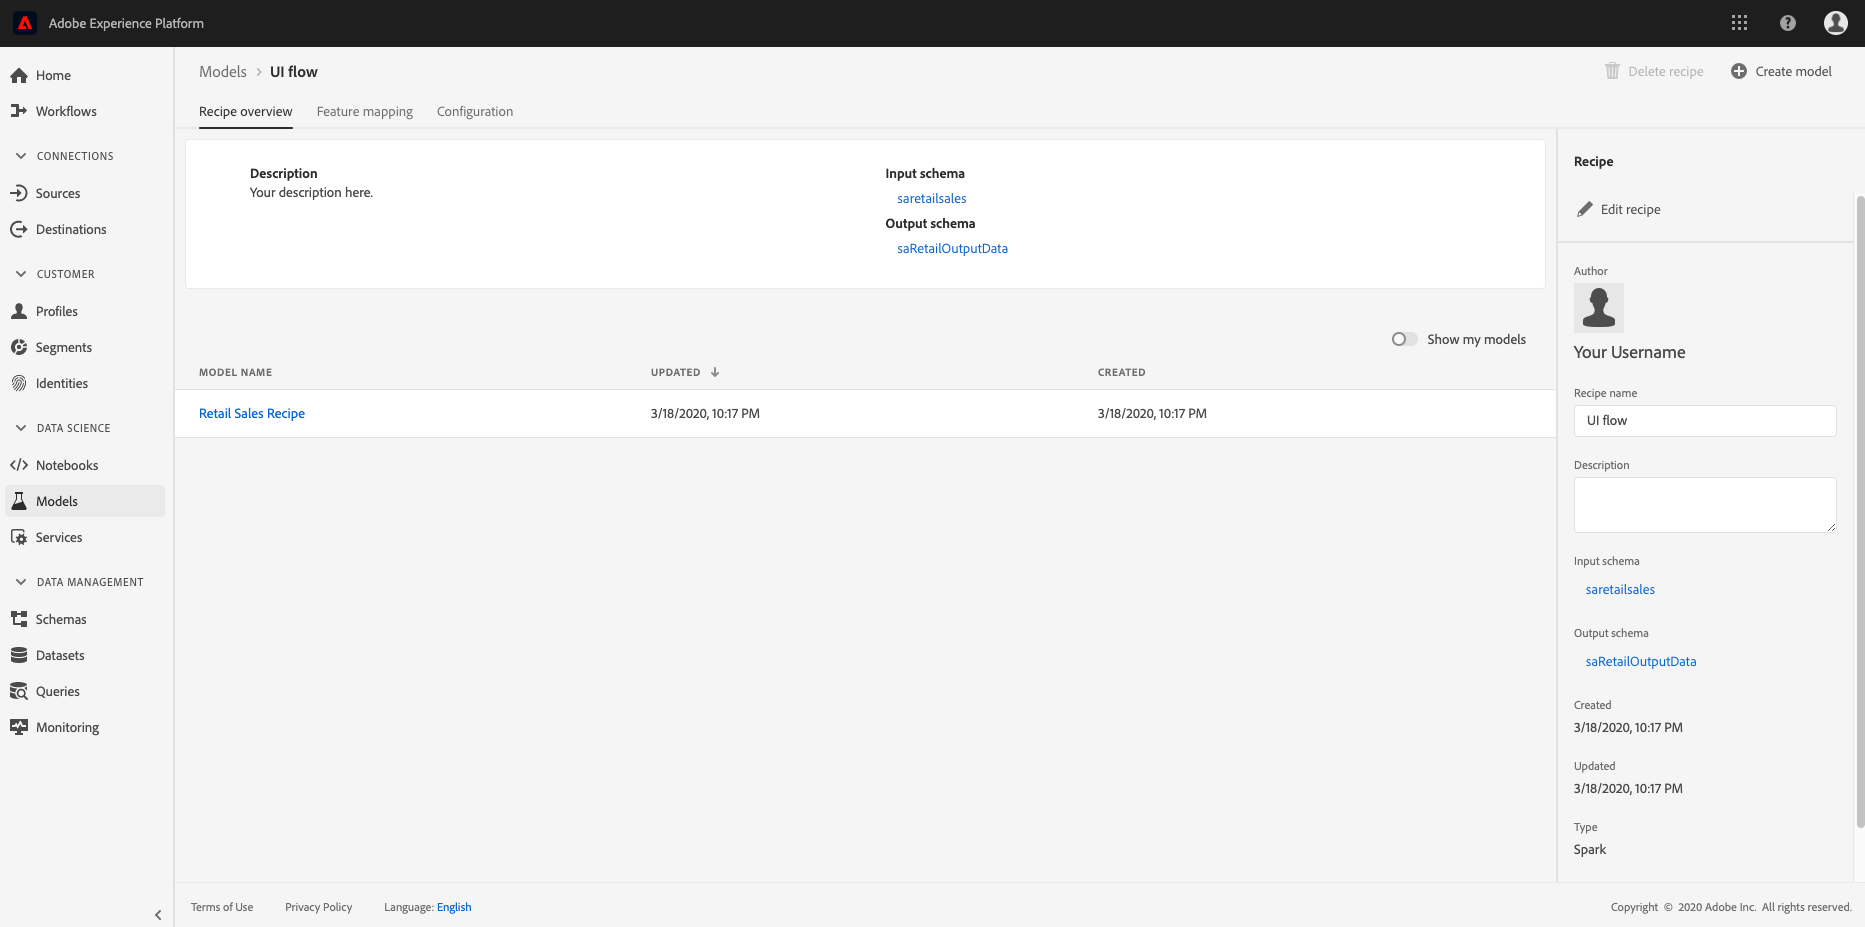 Adobe Experience Platform
Home
Workflows
CONNECTIONS
Sources
Destinations
CUSTOMER
Profiles
Segments
Identities
DATA SCIENCE
Notebooks
Models
Services
DATA MANAGEMENT
Schemas
Datasets
Queries
Monitoring
Models > UI flow
Delete recipe
Create model
Recipe overview Feature mapping Configuration
Description
Your description here.
Input schema
saretailsales
Output schema
saRetailOutputData
Show my models
MODEL NAME UPDATED CREATED
Retail Sales Recipe 3/18/2020, 10:17 PM 3/18/2020, 10:17 PM
Recipe
Edit recipe
Author
Your Username
Recipe name
UI flow
Description
Input schema
saretailsales
Output schema
saRetailOutputData
Created
3/18/2020, 10:17 PM
Updated
3/18/2020, 10:17 PM
Type
Spark
Terms of Use Privacy Policy Language: English
Copyright © 2020 Adobe Inc. All rights reserved.